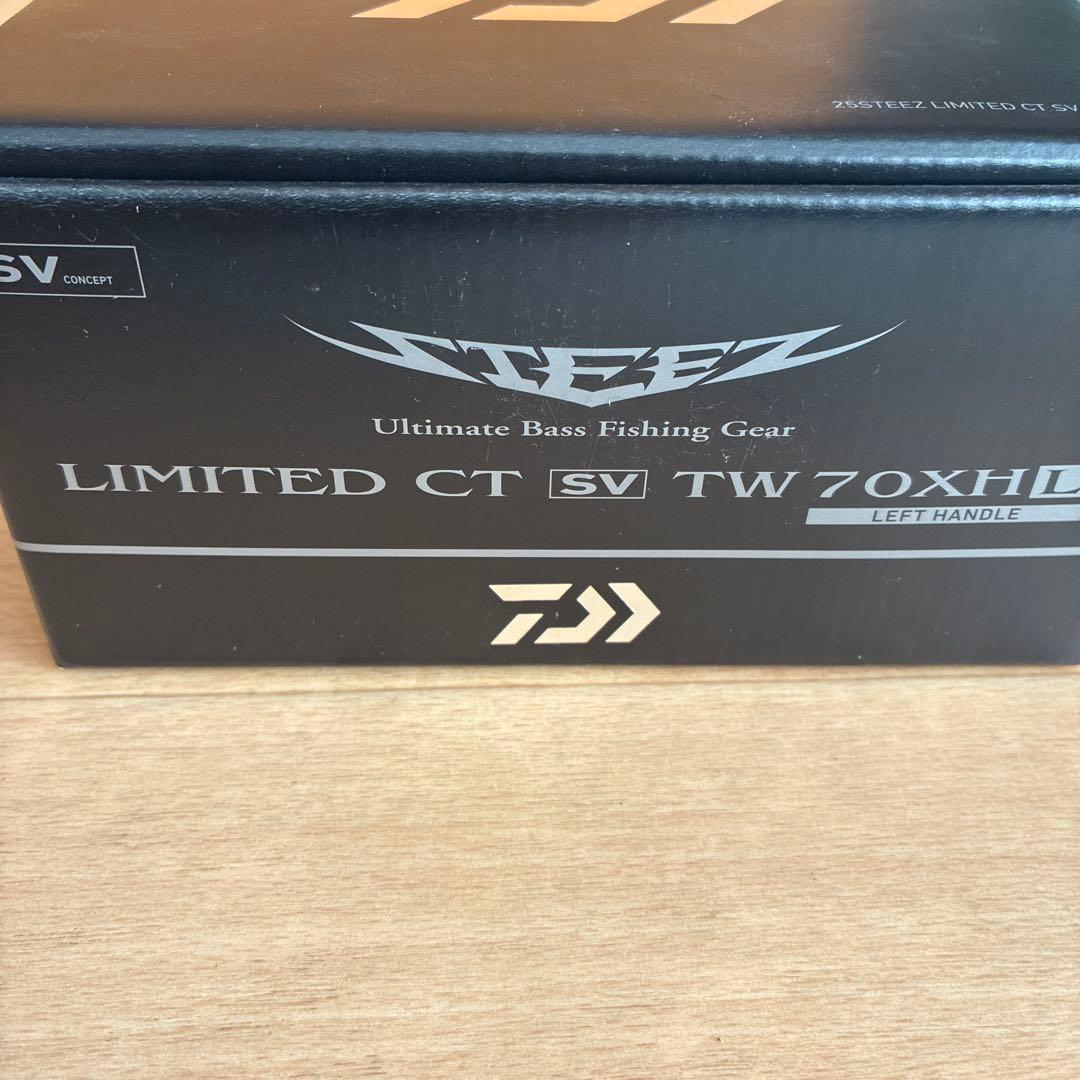 25STEEZ LIMITED CT SV
SV CONCEPT
STEEZ
Ultimate Bass Fishing Gear
LIMITED CT SV TW 70XHL
LEFT HANDLE